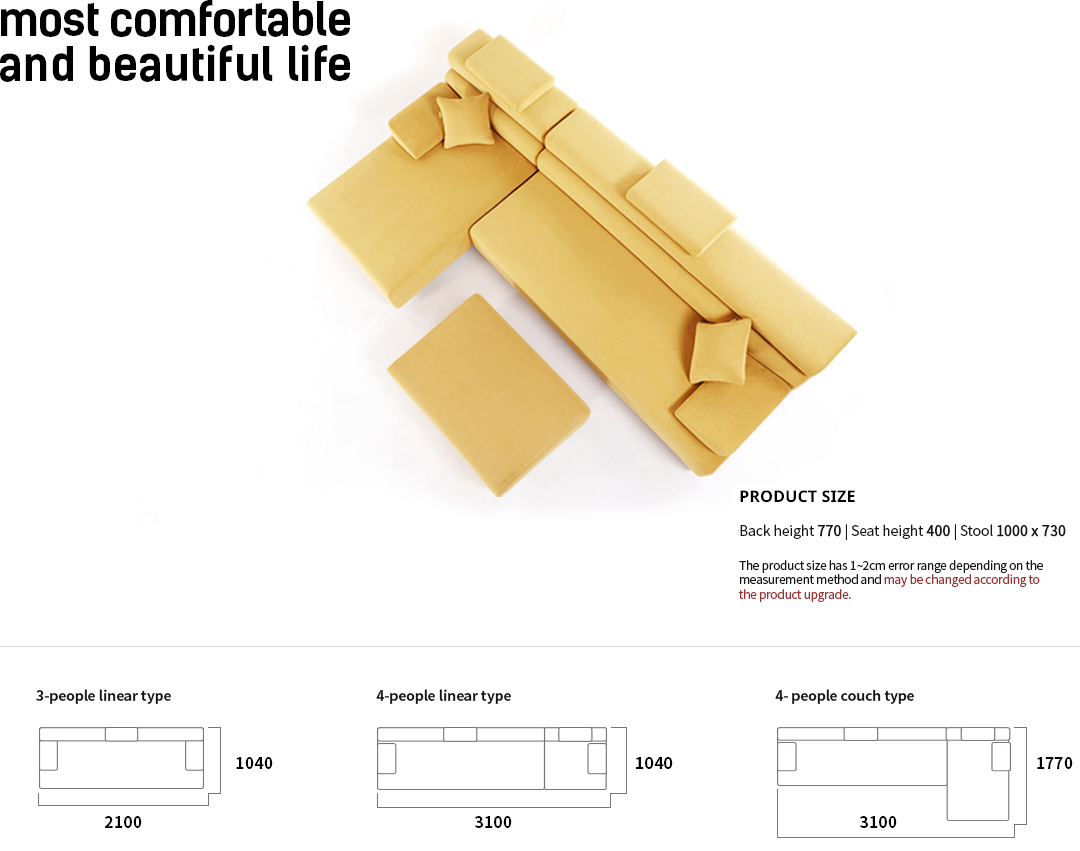 most comfortable
and beautiful life
PRODUCT SIZE
Back height 770 | Seat height 400 | Stool 1000 x 730
The product size has 1~2cm error range depending on the
measurement method and may be changed according to
the product upgrade.
3-people linear type
1040
2100
4-people linear type
1040
3100
4- people couch type
1770
3100